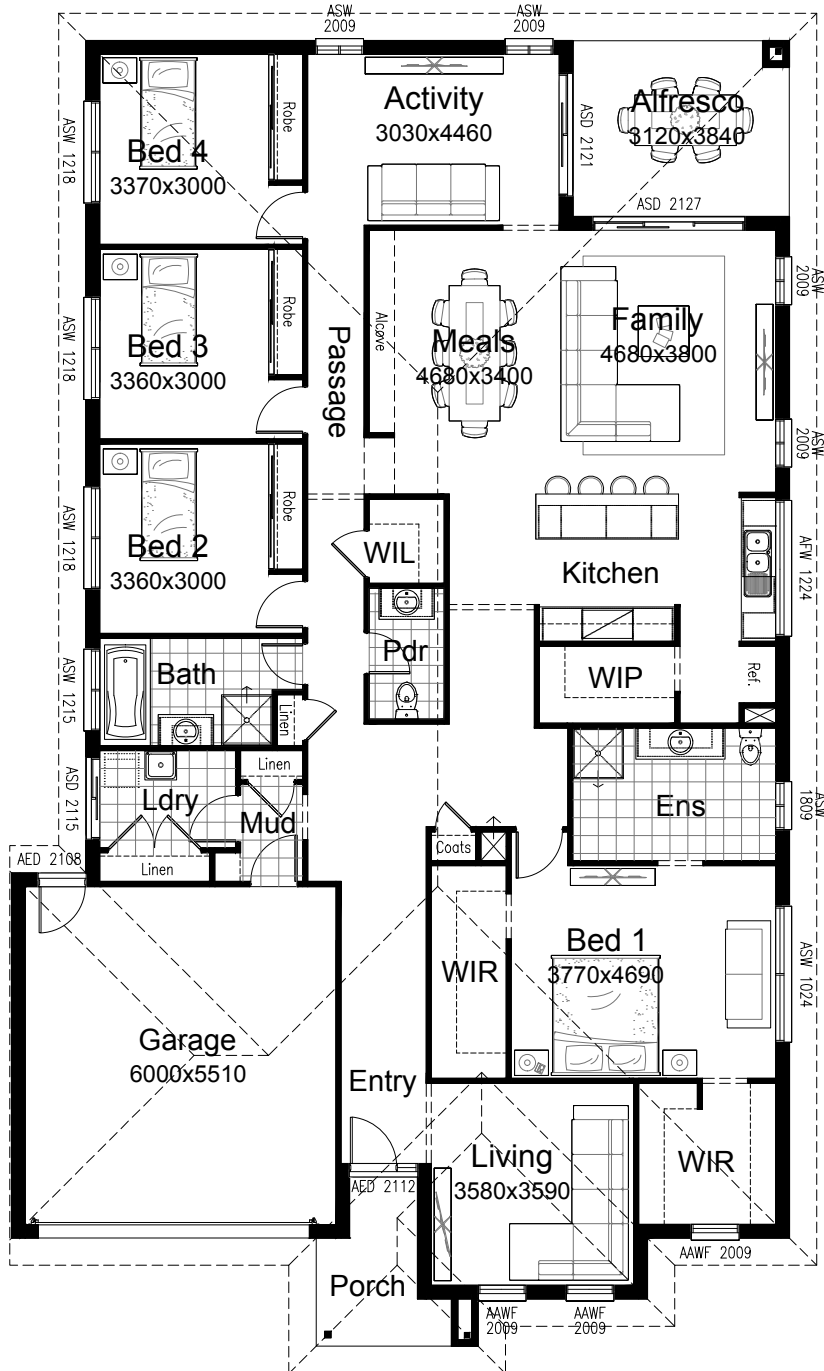 ASW
2009
ASW
2009
Activity
3030x4460
Alfresco
3120x3840
ASD 2121
ASD 2127
Bed 4
3370x3000
Robe
ASW 1218
Bed 3
3360x3000
Robe
ASW 1218
Passage
Alcove
Meals
4680x3400
Family
4680x3800
ASW
2009
ASW
2009
Bed 2
3360x3000
Robe
ASW 1218
WIL
Kitchen
AFW 1224
Pdr
Bath
ASW 1215
Linen
WIP
Ref.
Linen
Ldry
Mud
ASD 2115
Linen
Ens
ASW
1809
Coats
AED 2108
WIR
Bed 1
3770x4690
ASW 1024
Garage
6000x5510
Entry
AED 2112
Living
3580x3590
WIR
AAWF 2009
Porch
AAWF
2009
AAWF
2009